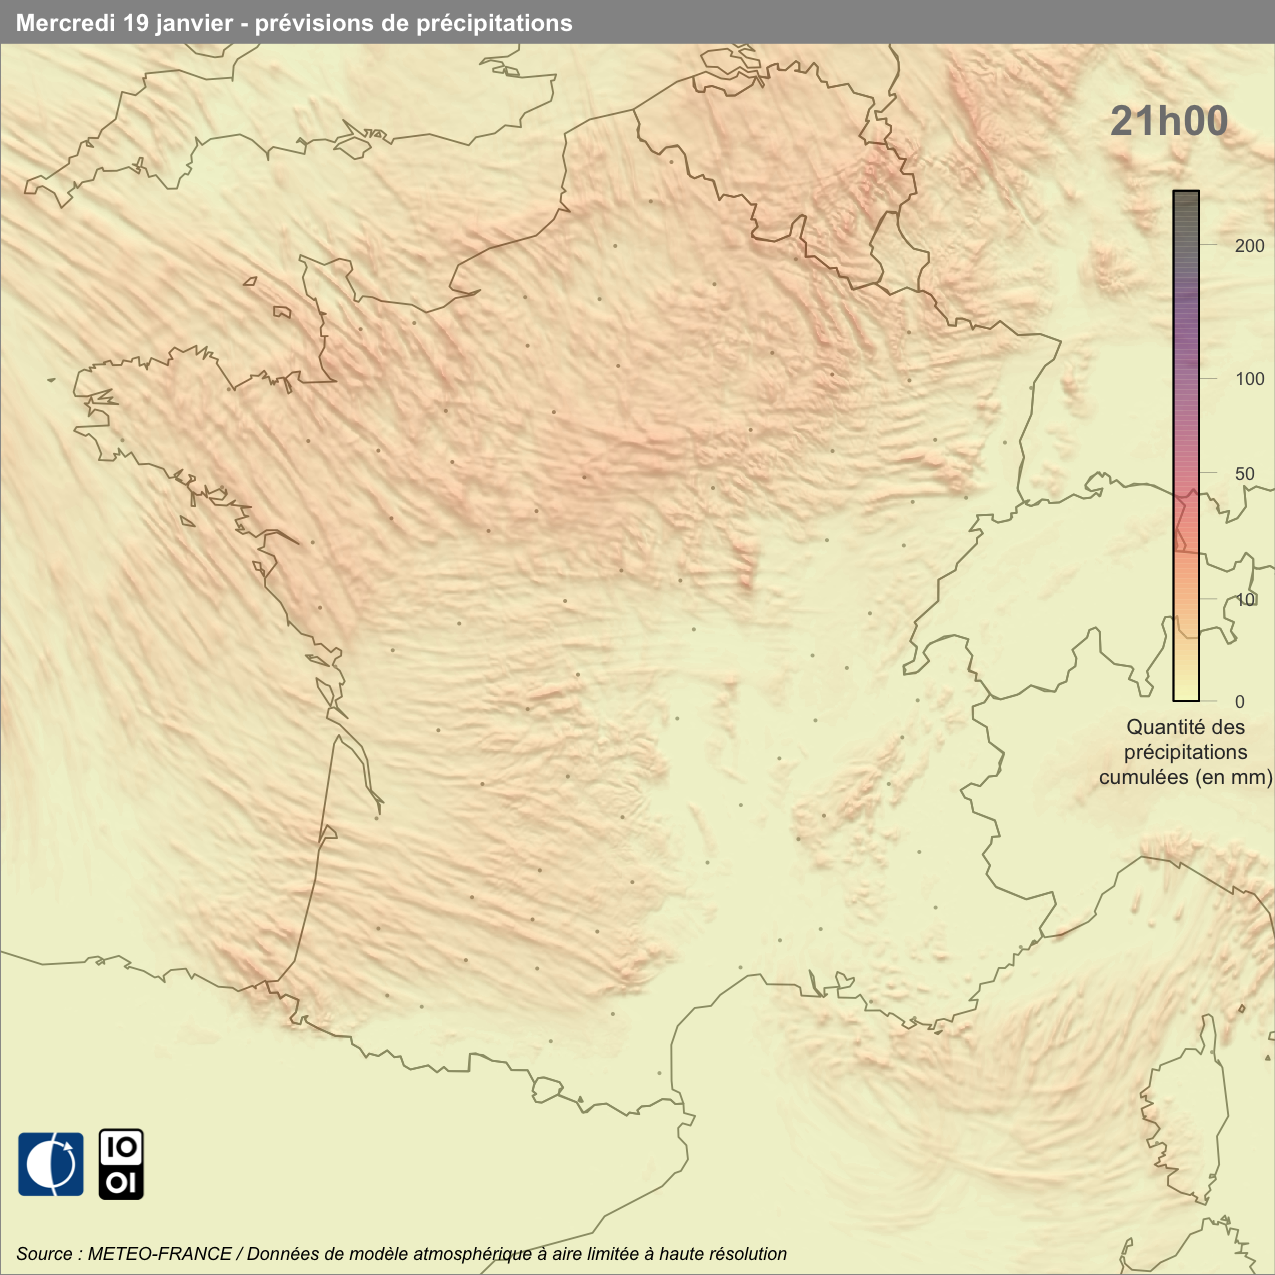 Mercredi 19 janvier - prévisions de précipitations
21h00
200
100
50
10
0
Quantité des
précipitations
cumulées (en mm)
IO
OI
Source : METEO-FRANCE / Données de modèle atmosphérique à aire limitée à haute résolution